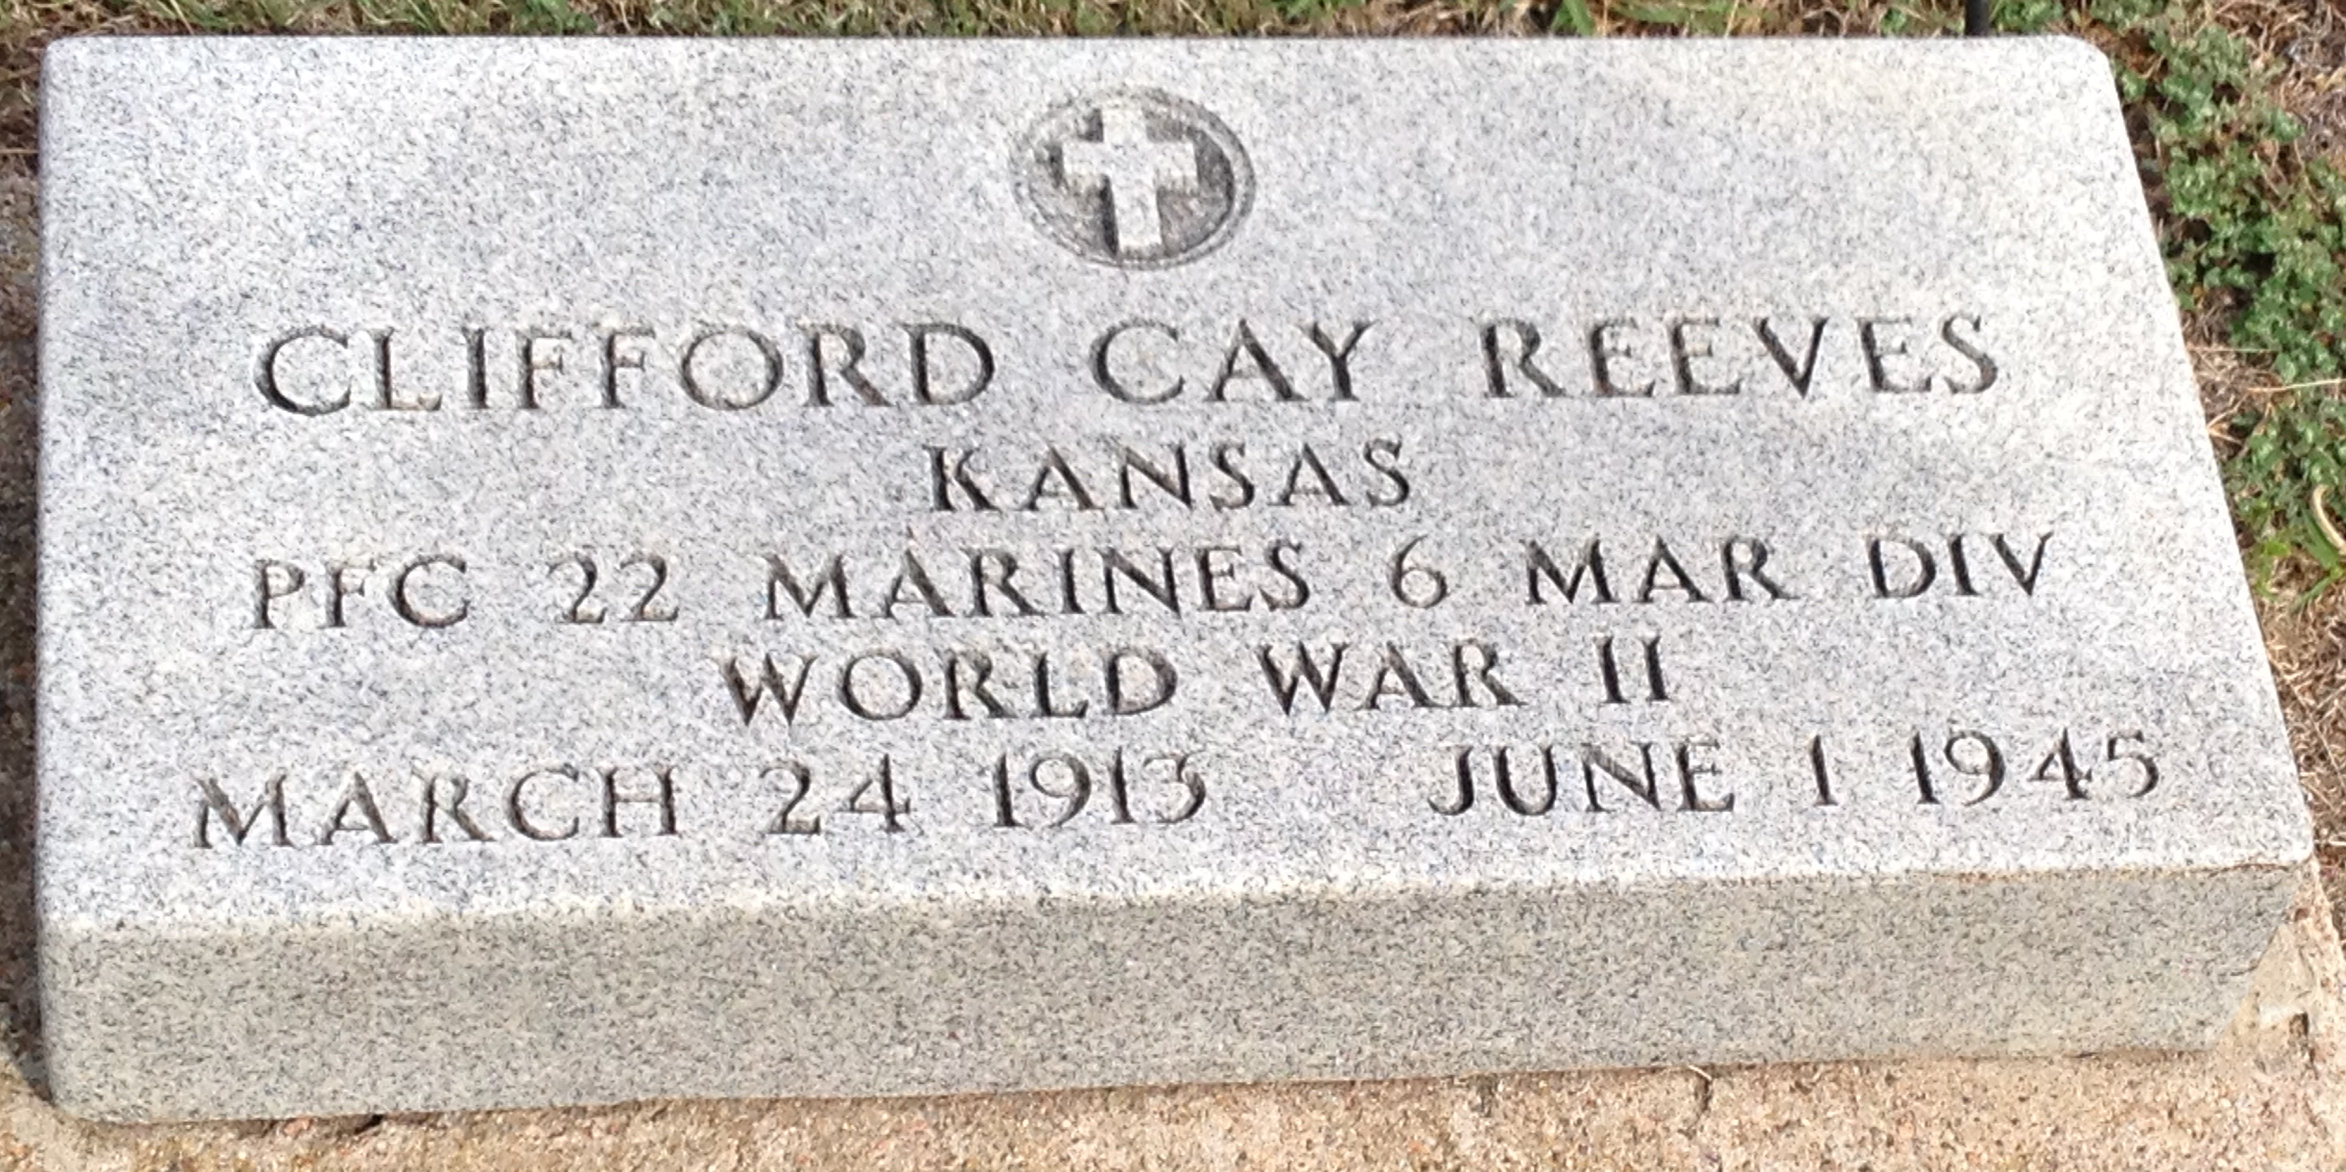 CLIFFORD CAY REEVES
KANSAS
PFC 22 MARINES 6 MAR DIV
WORLD WAR II
MARCH 24 1913 JUNE 1 1945